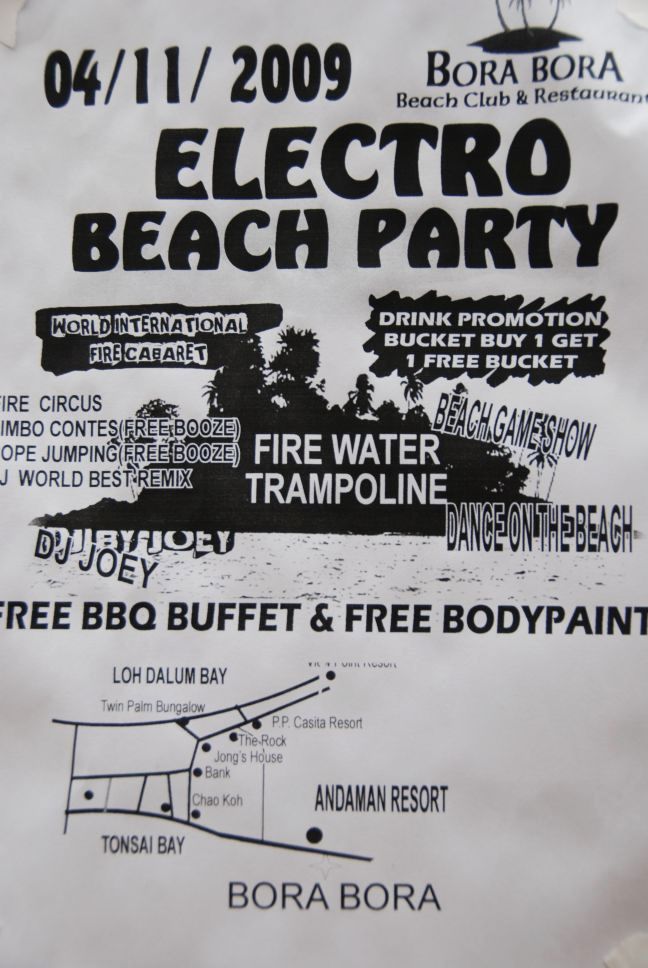 04/11/ 2009
BORA BORA
Beach Club & Restaurant
ELECTRO
BEACH PARTY
WORLD INTERNATIONAL
FIRE CABARET
DRINK PROMOTION
BUCKET BUY 1 GET
1 FREE BUCKET
FIRE CIRCUS
IMBO CONTES(FREE BOOZE)
OPE JUMPING(FREE BOOZE)
J WORLD BEST REMIX
BEACH GAME SHOW
FIRE WATER
TRAMPOLINE
DANCE ON THE BEACH
DJ BY JOEY
DJ JOEY
FREE BBQ BUFFET & FREE BODYPAINT
LOH DALUM BAY
Point Resort
Twin Palm Bungalow
P.P. Casita Resort
The Rock
Jong's House
Bank
Chao Koh
ANDAMAN RESORT
TONSAI BAY
BORA BORA